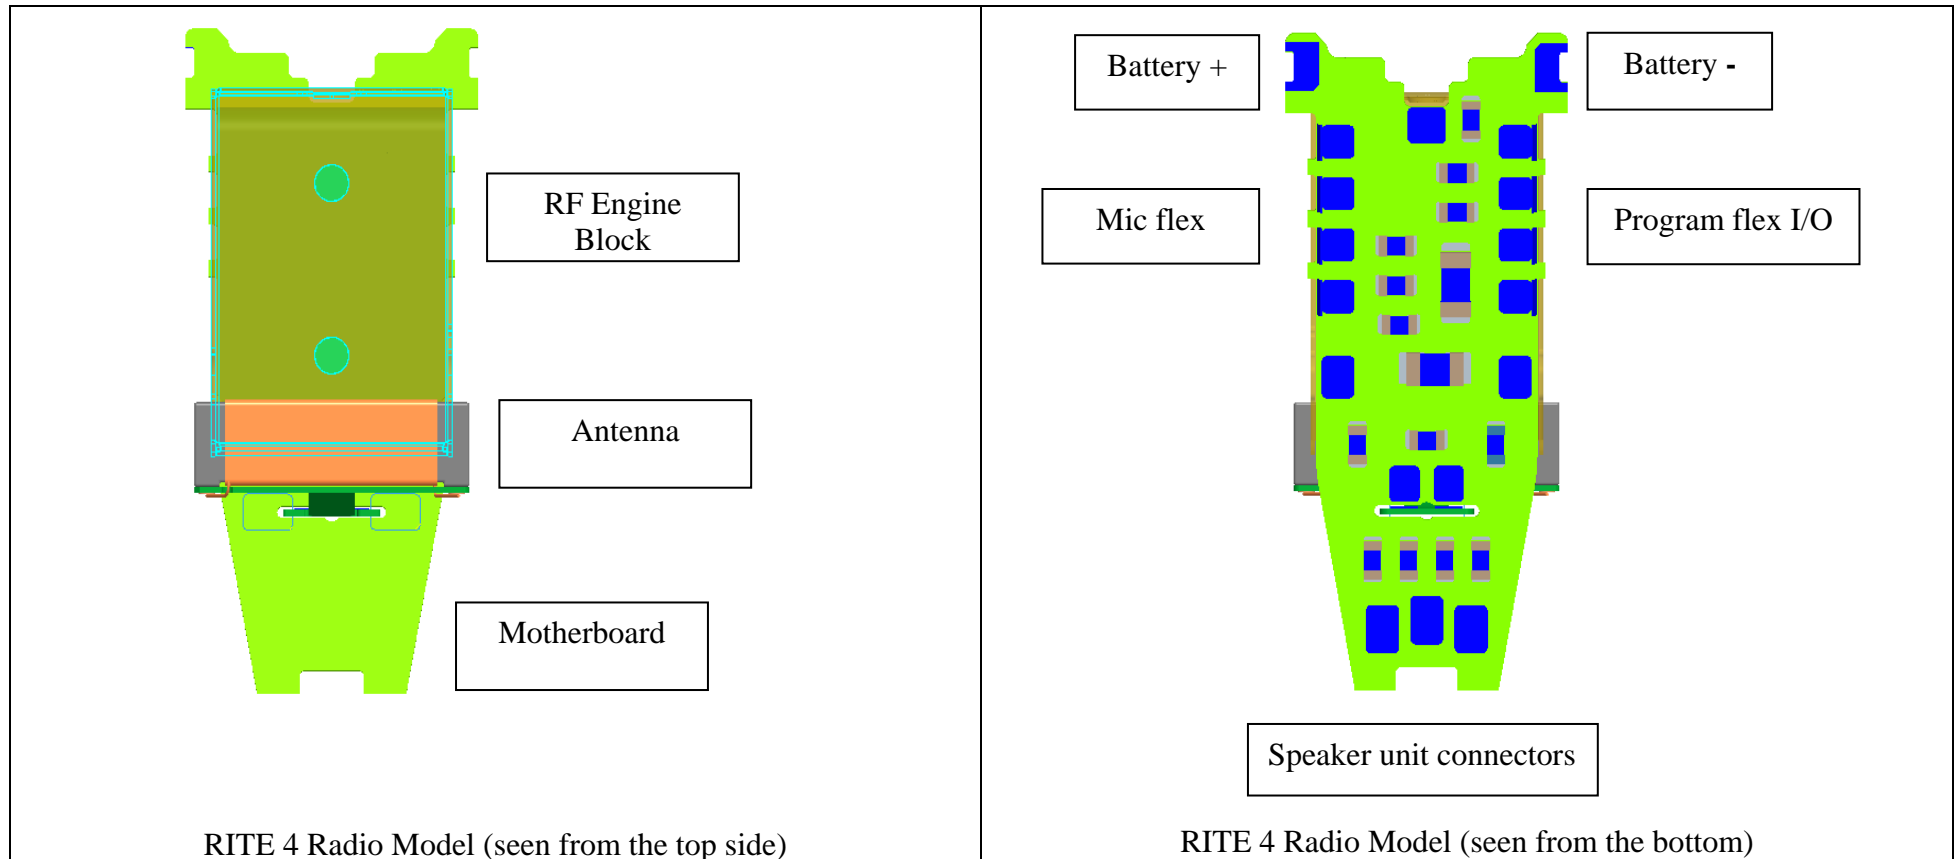 RF Engine
Block
Antenna
Motherboard
RITE 4 Radio Model (seen from the top side)
Battery +
Battery -
Mic flex
Program flex I/O
Speaker unit connectors
RITE 4 Radio Model (seen from the bottom)